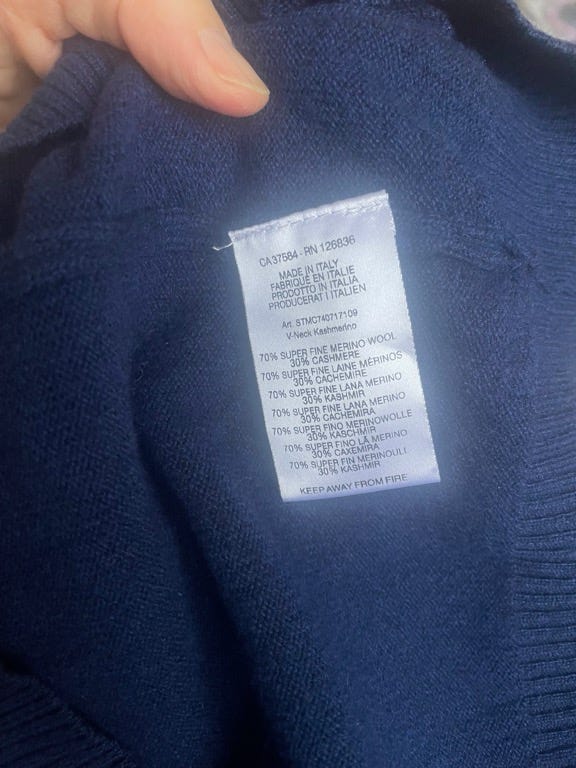 CA 37584 - RN 126836
MADE IN ITALY
FABRIQUÉ EN ITALIE
PRODOTTO IN ITALIA
PRODUCERAT I ITALIEN
Art. STMC740717109
V-Neck Kashmerino
70% SUPER FINE MERINO WOOL
30% CASHMERE
70% SUPER FINE LAINE MÉRINOS
30% CACHEMIRE
70% SUPER FINE LANA MERINO
30% KASHMIR
70% SUPER FINE LANA MERINO
30% CACHEMIRA
70% SUPER FINO MERINOWOLLE
30% KASCHMIR
70% SUPER FINO LÃ MERINO
30% CAXEMIRA
70% SUPER FIN MERINOULL
30% KASHMIR
KEEP AWAY FROM FIRE